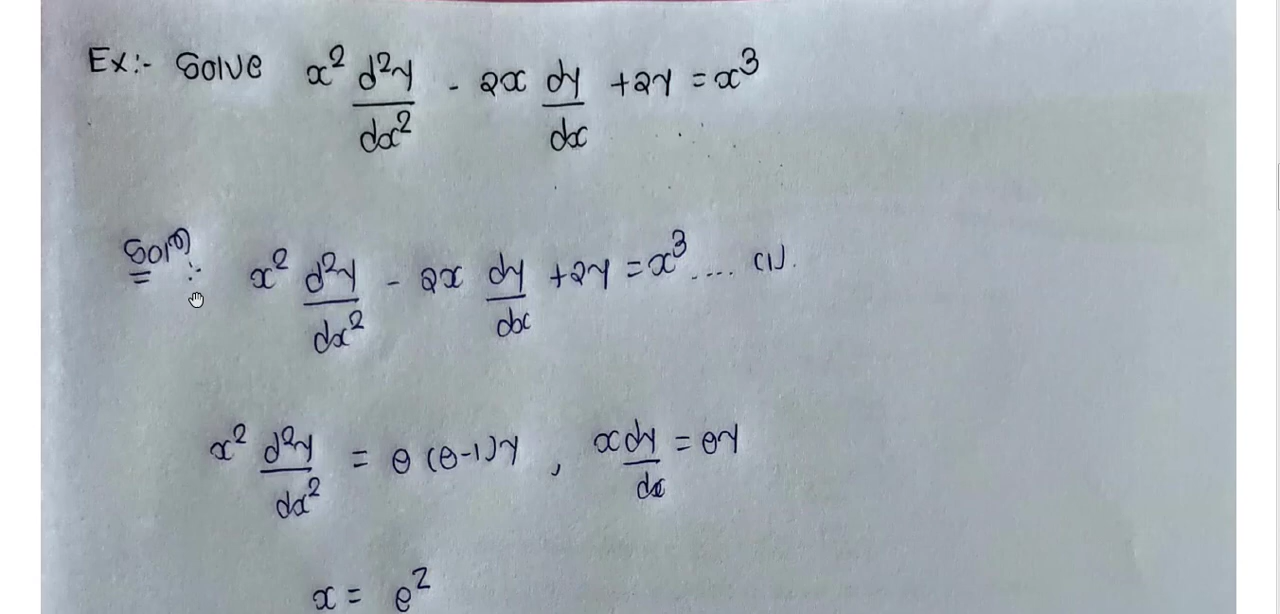 Ex:- Solve x² d²y/dx² - 2x dy/dx + 2y = x³
Soln:- x² d²y/dx² - 2x dy/dx + 2y = x³ .... (1).
x² d²y/dx² = θ(θ-1)y , x dy/dx = θy
x = e²